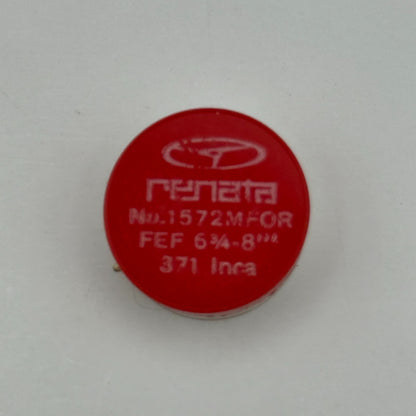 renata
No.1572MFOR
FEF 6¾-8'''
371 Inca